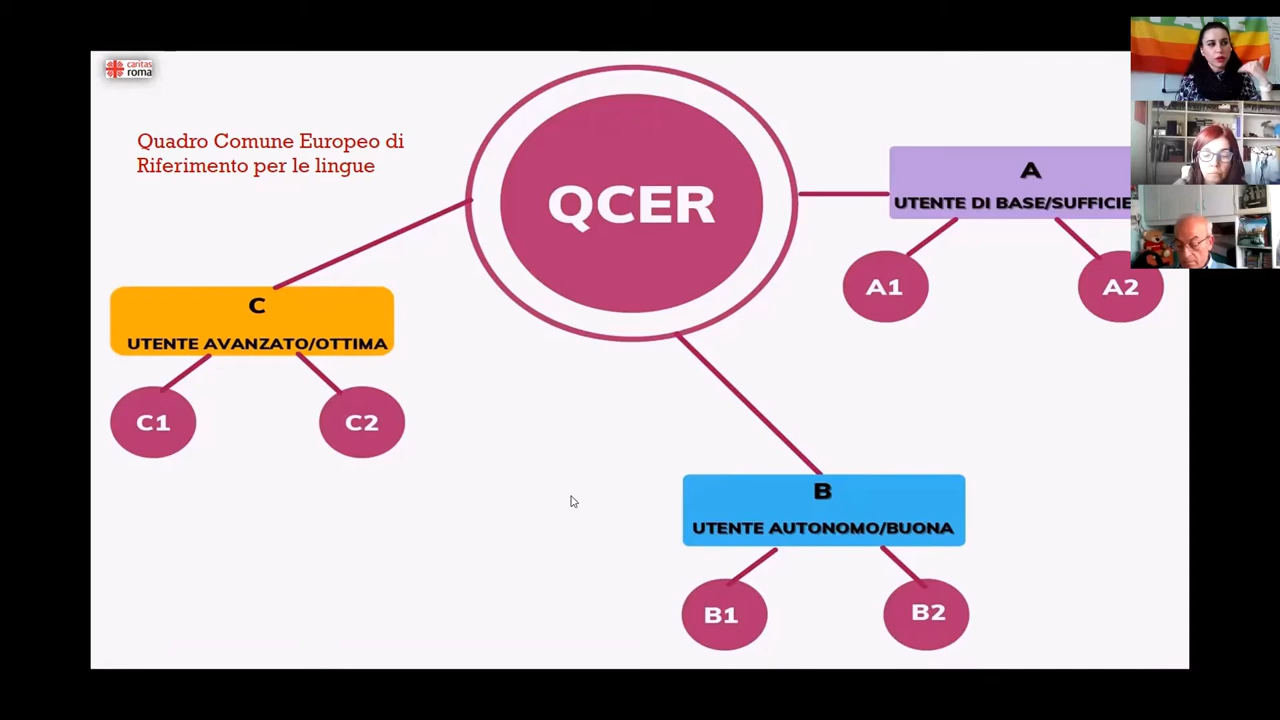 caritas
roma
Quadro Comune Europeo di
Riferimento per le lingue
QCER
A
UTENTE DI BASE/SUFFICIE
A1
A2
C
UTENTE AVANZATO/OTTIMA
C1
C2
B
UTENTE AUTONOMO/BUONA
B1
B2